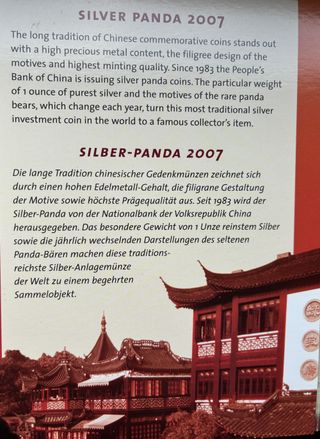 SILVER PANDA 2007
The long tradition of Chinese commemorative coins stands out
with a high precious metal content, the filigree design of the
motives and highest minting quality. Since 1983 the People's
Bank of China is issuing silver panda coins. The particular weight
of 1 ounce of purest silver and the motives of the rare panda
bears, which change each year, turn this most traditional silver
investment coin in the world to a famous collector's item.
SILBER-PANDA 2007
Die lange Tradition chinesischer Gedenkmünzen zeichnet sich
durch einen hohen Edelmetall-Gehalt, die filigrane Gestaltung
der Motive sowie höchste Prägequalität aus. Seit 1983 wird der
Silber-Panda von der Nationalbank der Volksrepublik China
herausgegeben. Das besondere Gewicht von 1 Unze reinstem Silber
sowie die jährlich wechselnden Darstellungen des seltenen
Panda-Bären machen diese traditions-
reichste Silber-Anlagemünze
der Welt zu einem begehrten
Sammelobjekt.